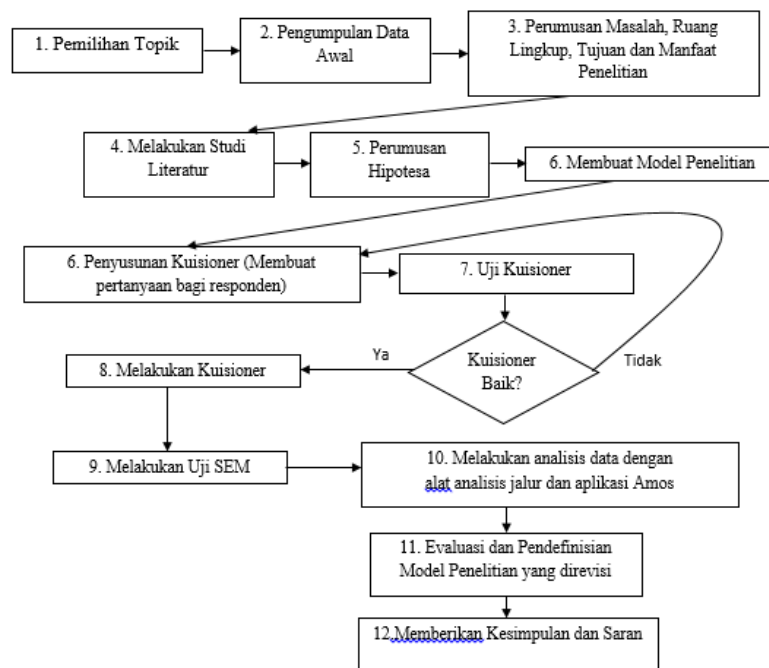 1. Pemilihan Topik
2. Pengumpulan Data
Awal
3. Perumusan Masalah, Ruang
Lingkup, Tujuan dan Manfaat
Penelitian
4. Melakukan Studi
Literatur
5. Perumusan
Hipotesa
6. Membuat Model Penelitian
6. Penyusunan Kuisioner (Membuat
pertanyaan bagi responden)
7. Uji Kuisioner
Kuisioner
Baik?
Ya
Tidak
8. Melakukan Kuisioner
9. Melakukan Uji SEM
10. Melakukan analisis data dengan
alat analisis jalur dan aplikasi Amos
11. Evaluasi dan Pendefinisian
Model Penelitian yang direvisi
12.Memberikan Kesimpulan dan Saran